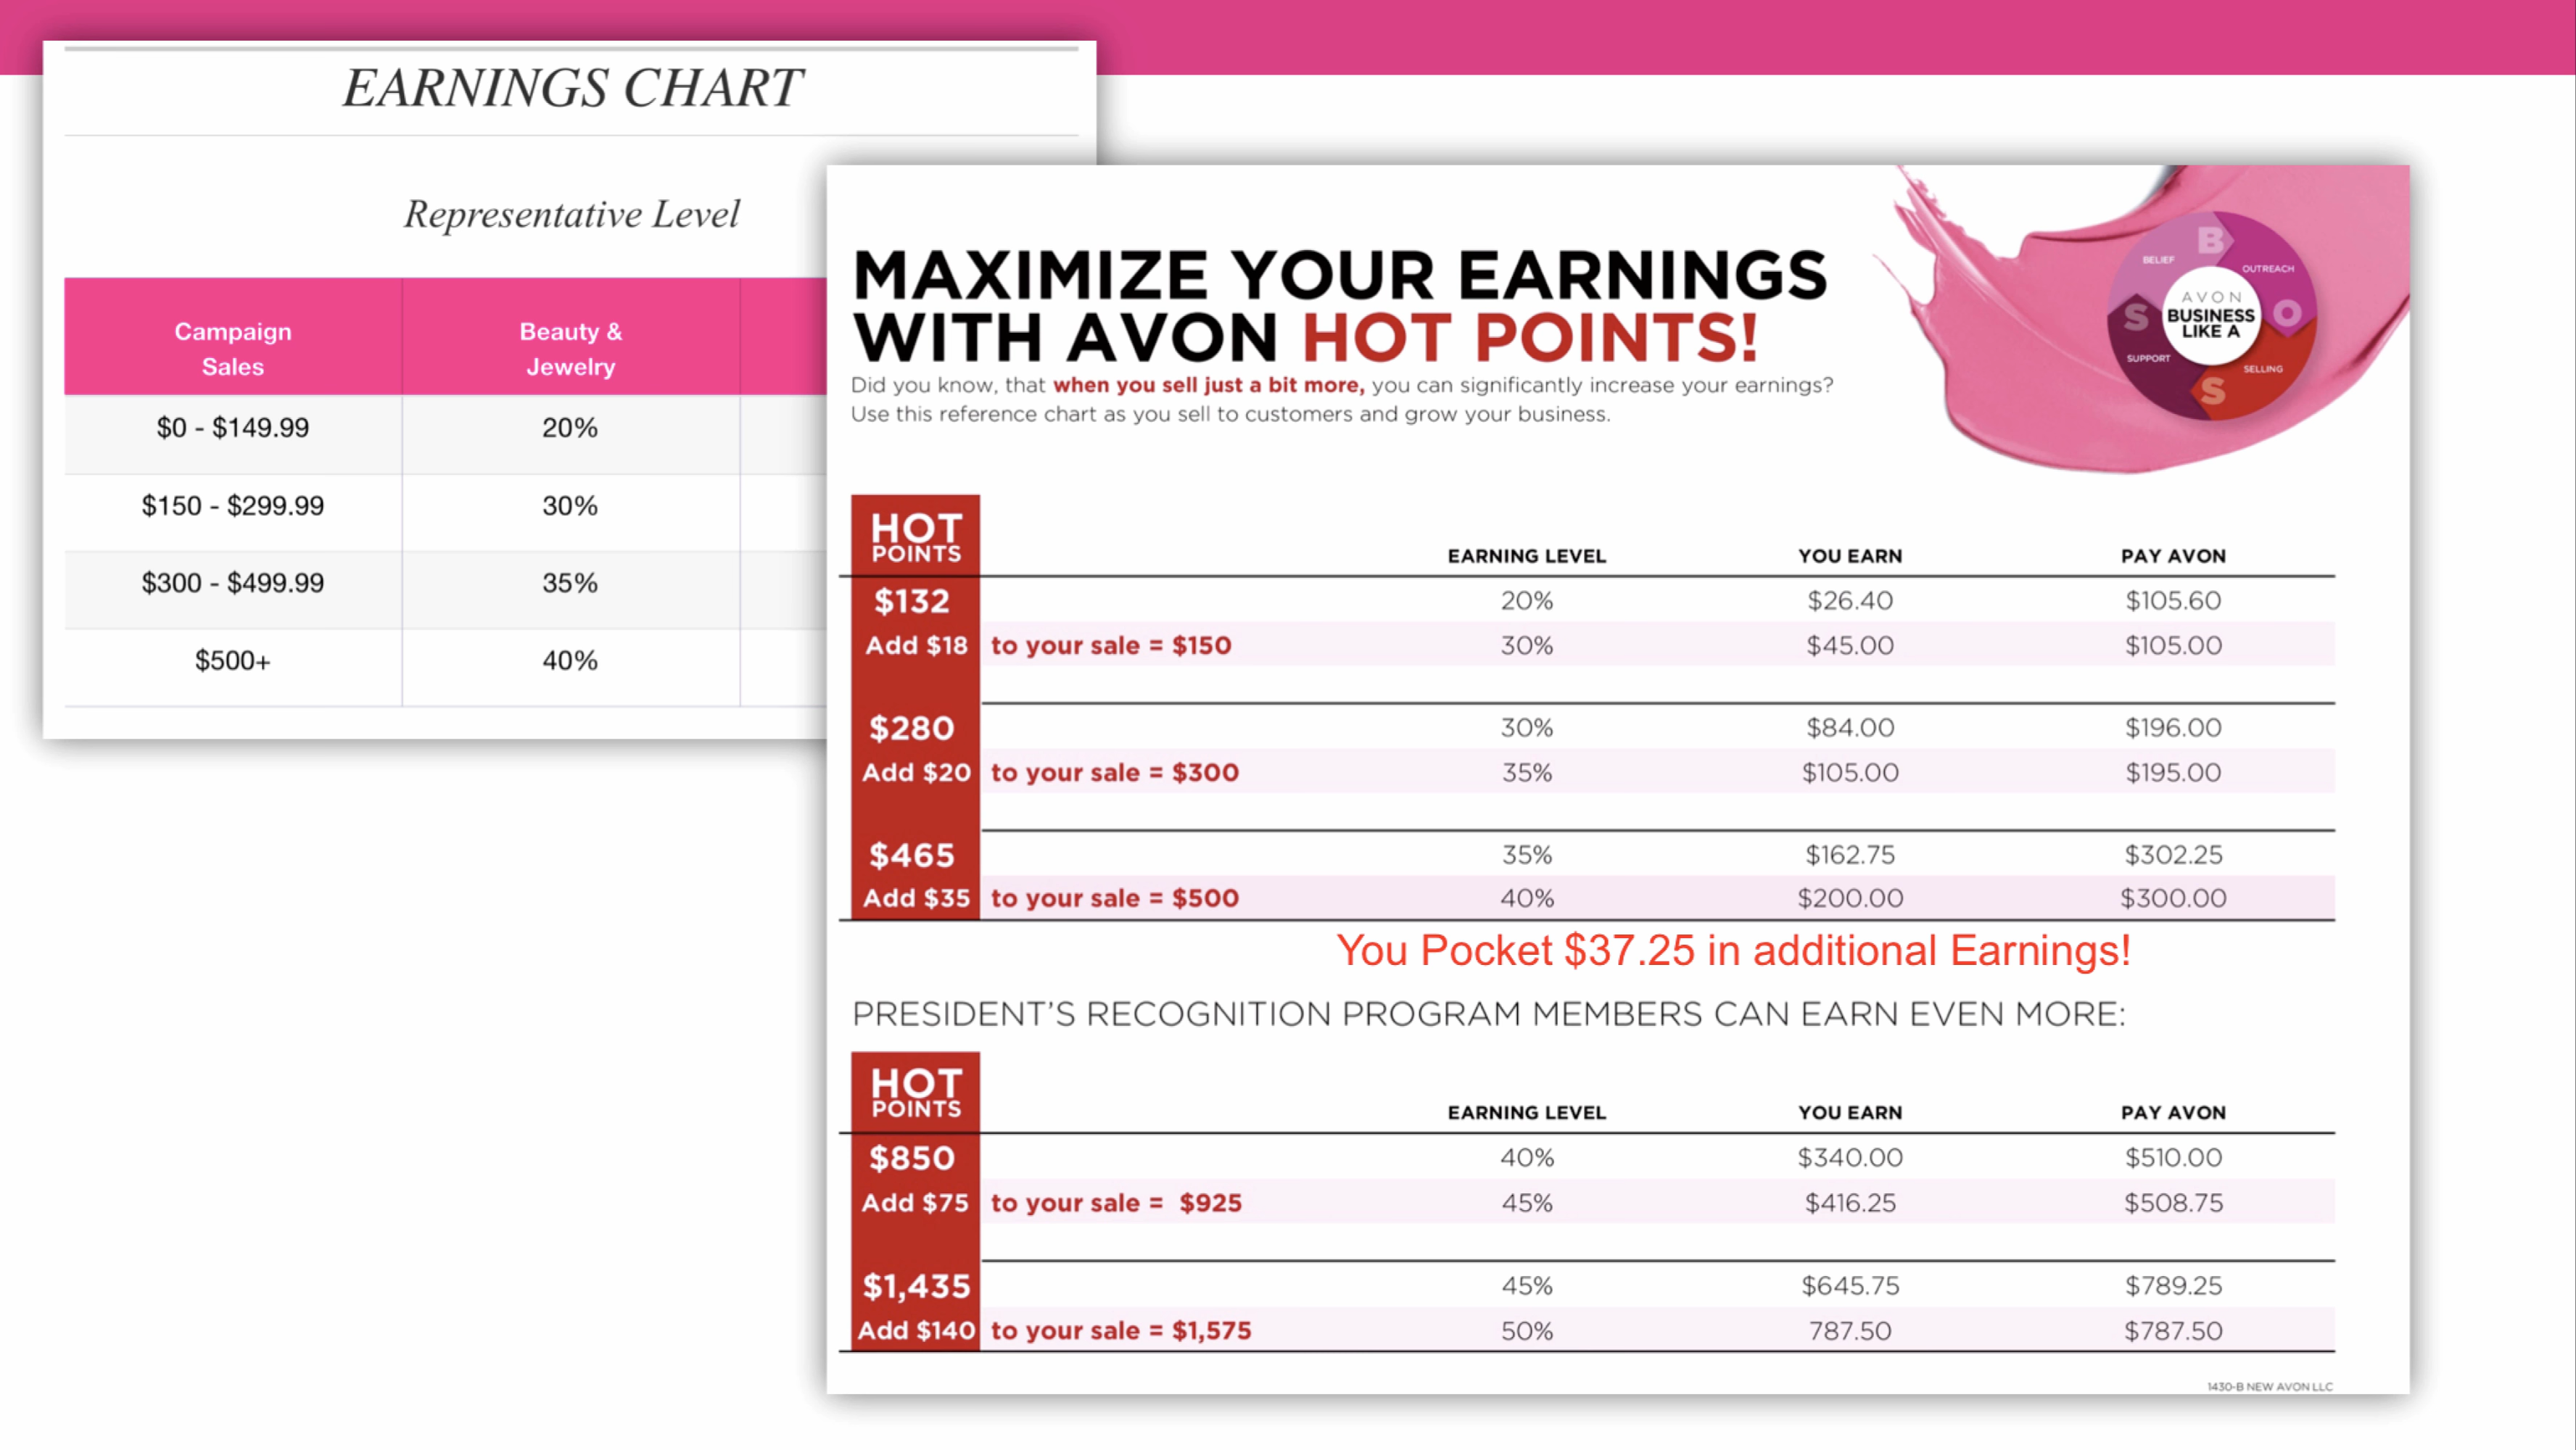 EARNINGS CHART
Representative Level
Campaign Sales Beauty & Jewelry
$0 - $149.99 20%
$150 - $299.99 30%
$300 - $499.99 35%
$500+ 40%
MAXIMIZE YOUR EARNINGS
WITH AVON HOT POINTS!
Did you know, that when you sell just a bit more, you can significantly increase your earnings?
Use this reference chart as you sell to customers and grow your business.
B
BELIEF
OUTREACH
O
AVON
BUSINESS
LIKE A
S
SUPPORT
SELLING
S
HOT
POINTS
EARNING LEVEL YOU EARN PAY AVON
$132 20% $26.40 $105.60
Add $18 to your sale = $150 30% $45.00 $105.00
$280 30% $84.00 $196.00
Add $20 to your sale = $300 35% $105.00 $195.00
$465 35% $162.75 $302.25
Add $35 to your sale = $500 40% $200.00 $300.00
You Pocket $37.25 in additional Earnings!
PRESIDENT'S RECOGNITION PROGRAM MEMBERS CAN EARN EVEN MORE:
HOT
POINTS
EARNING LEVEL YOU EARN PAY AVON
$850 40% $340.00 $510.00
Add $75 to your sale = $925 45% $416.25 $508.75
$1,435 45% $645.75 $789.25
Add $140 to your sale = $1,575 50% 787.50 $787.50
1430-B NEW AVON LLC